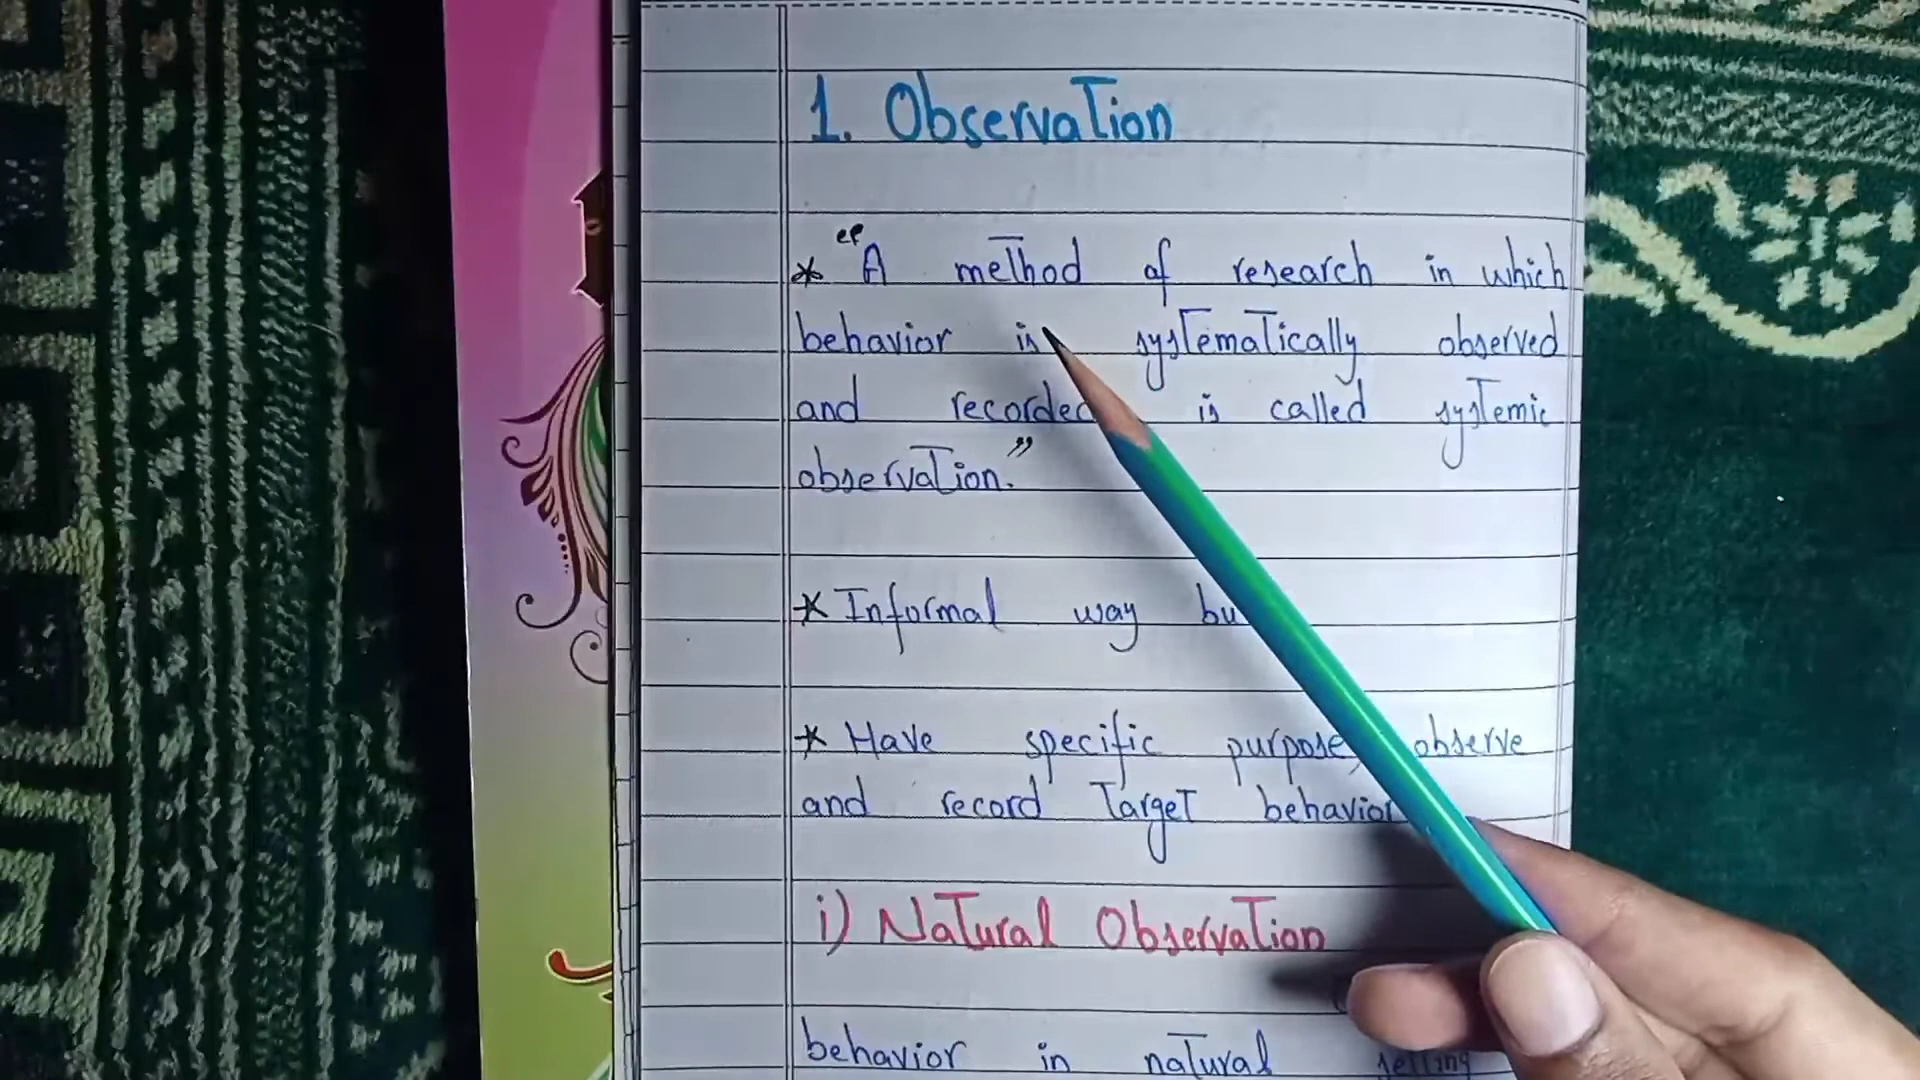 1. Observation
* "A method of research in which
behavior is systematically observed
and recorded is called systemic
observation."
* Informal way
* Have specific purpose, observe
and record Target behavior
i) Natural Observation
behavior in natural setting